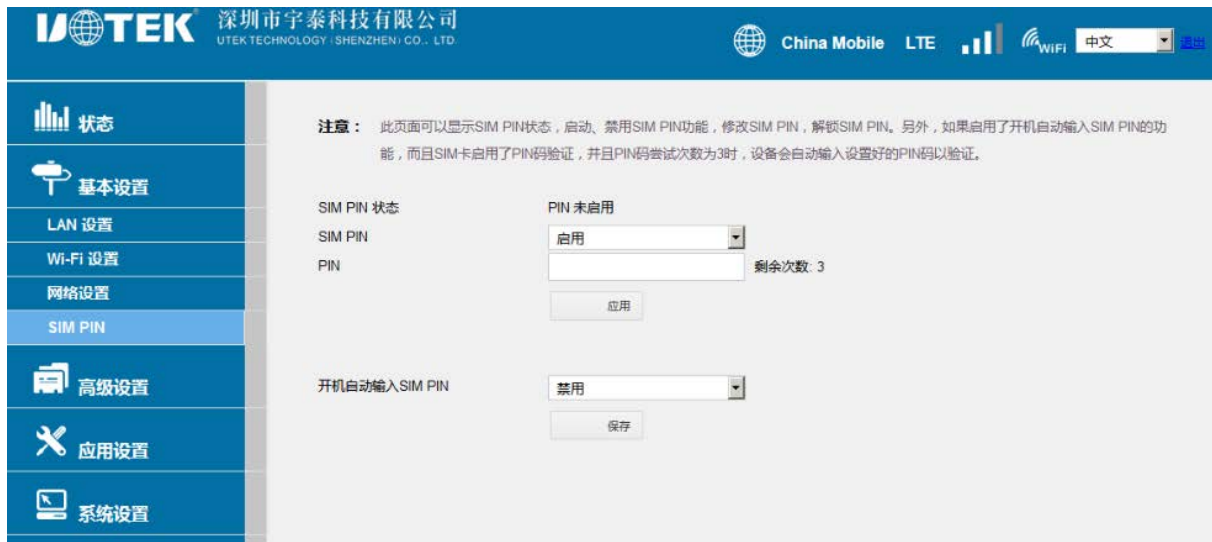 UOTEK 深圳市宇泰科技有限公司
UTEK TECHNOLOGY (SHENZHEN) CO., LTD.
China Mobile LTE WiFi 中文 退出
状态
注意: 此页面可以显示SIM PIN状态,启动、禁用SIM PIN功能,修改SIM PIN,解锁SIM PIN。另外,如果启用了开机自动输入SIM PIN的功
能,而且SIM卡启用了PIN码验证,并且PIN码尝试次数为3时,设备会自动输入设置好的PIN码以验证。
基本设置
LAN 设置
Wi-Fi 设置
网络设置
SIM PIN
SIM PIN 状态 PIN 未启用
SIM PIN 启用
PIN 剩余次数: 3
应用
开机自动输入SIM PIN 禁用
保存
高级设置
应用设置
系统设置